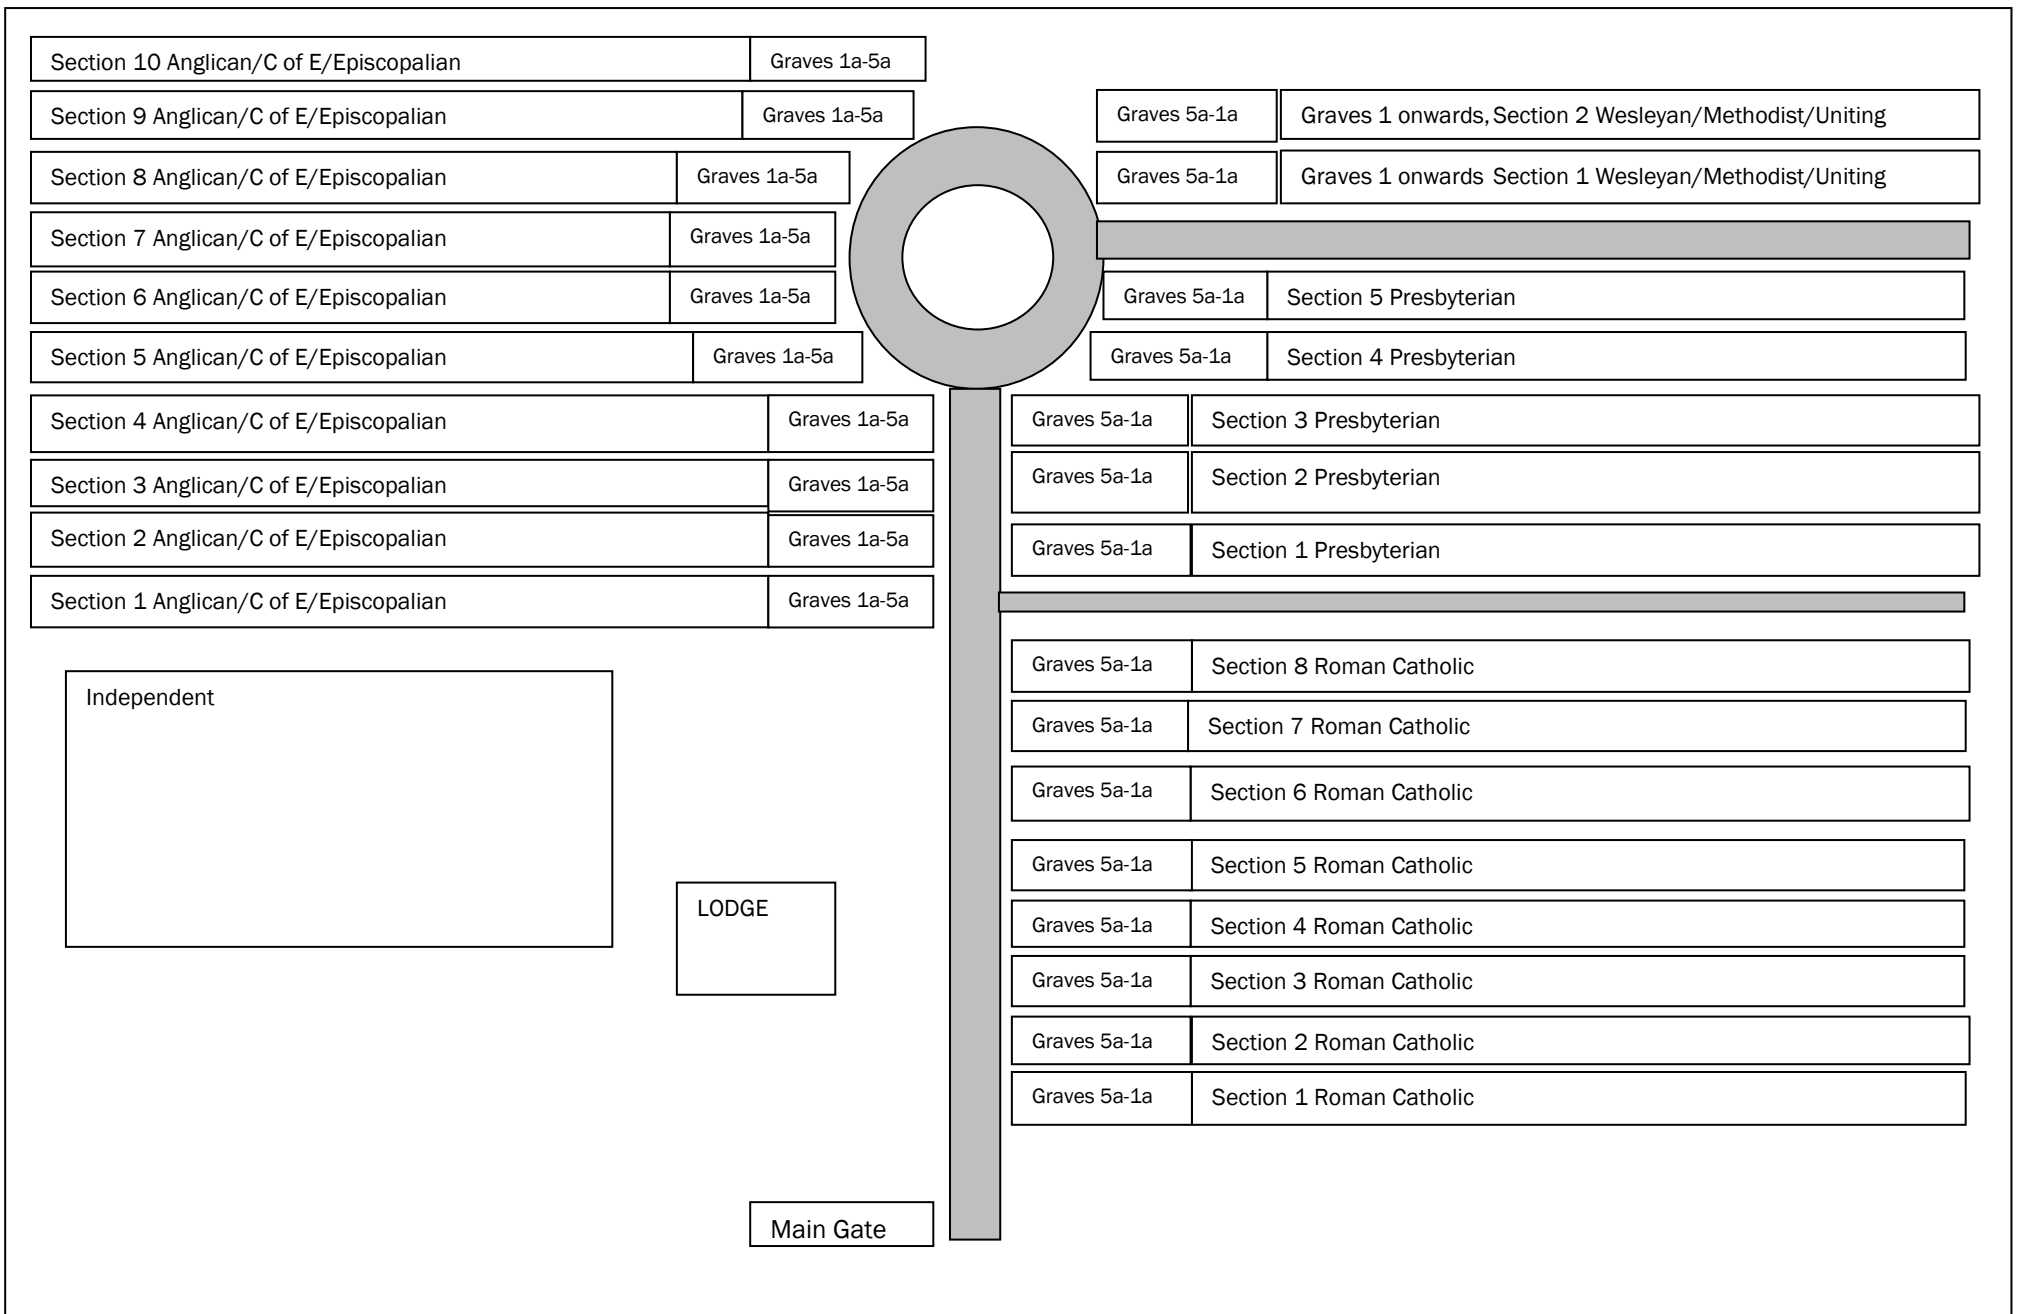 Section 10 Anglican/C of E/Episcopalian
Graves 1a-5a
Section 9 Anglican/C of E/Episcopalian
Graves 1a-5a
Section 8 Anglican/C of E/Episcopalian
Graves 1a-5a
Section 7 Anglican/C of E/Episcopalian
Graves 1a-5a
Section 6 Anglican/C of E/Episcopalian
Graves 1a-5a
Section 5 Anglican/C of E/Episcopalian
Graves 1a-5a
Section 4 Anglican/C of E/Episcopalian
Graves 1a-5a
Section 3 Anglican/C of E/Episcopalian
Graves 1a-5a
Section 2 Anglican/C of E/Episcopalian
Graves 1a-5a
Section 1 Anglican/C of E/Episcopalian
Graves 1a-5a
Independent
LODGE
Main Gate
Graves 5a-1a
Graves 1 onwards, Section 2 Wesleyan/Methodist/Uniting
Graves 5a-1a
Graves 1 onwards Section 1 Wesleyan/Methodist/Uniting
Graves 5a-1a
Section 5 Presbyterian
Graves 5a-1a
Section 4 Presbyterian
Graves 5a-1a
Section 3 Presbyterian
Graves 5a-1a
Section 2 Presbyterian
Graves 5a-1a
Section 1 Presbyterian
Graves 5a-1a
Section 8 Roman Catholic
Graves 5a-1a
Section 7 Roman Catholic
Graves 5a-1a
Section 6 Roman Catholic
Graves 5a-1a
Section 5 Roman Catholic
Graves 5a-1a
Section 4 Roman Catholic
Graves 5a-1a
Section 3 Roman Catholic
Graves 5a-1a
Section 2 Roman Catholic
Graves 5a-1a
Section 1 Roman Catholic